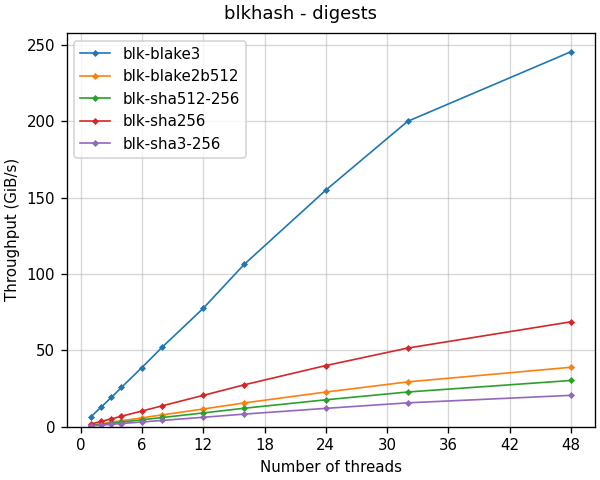 blkhash - digests
blk-blake3
blk-blake2b512
blk-sha512-256
blk-sha256
blk-sha3-256
Throughput (GiB/s)
250
200
150
100
50
0
0 6 12 18 24 30 36 42 48
Number of threads